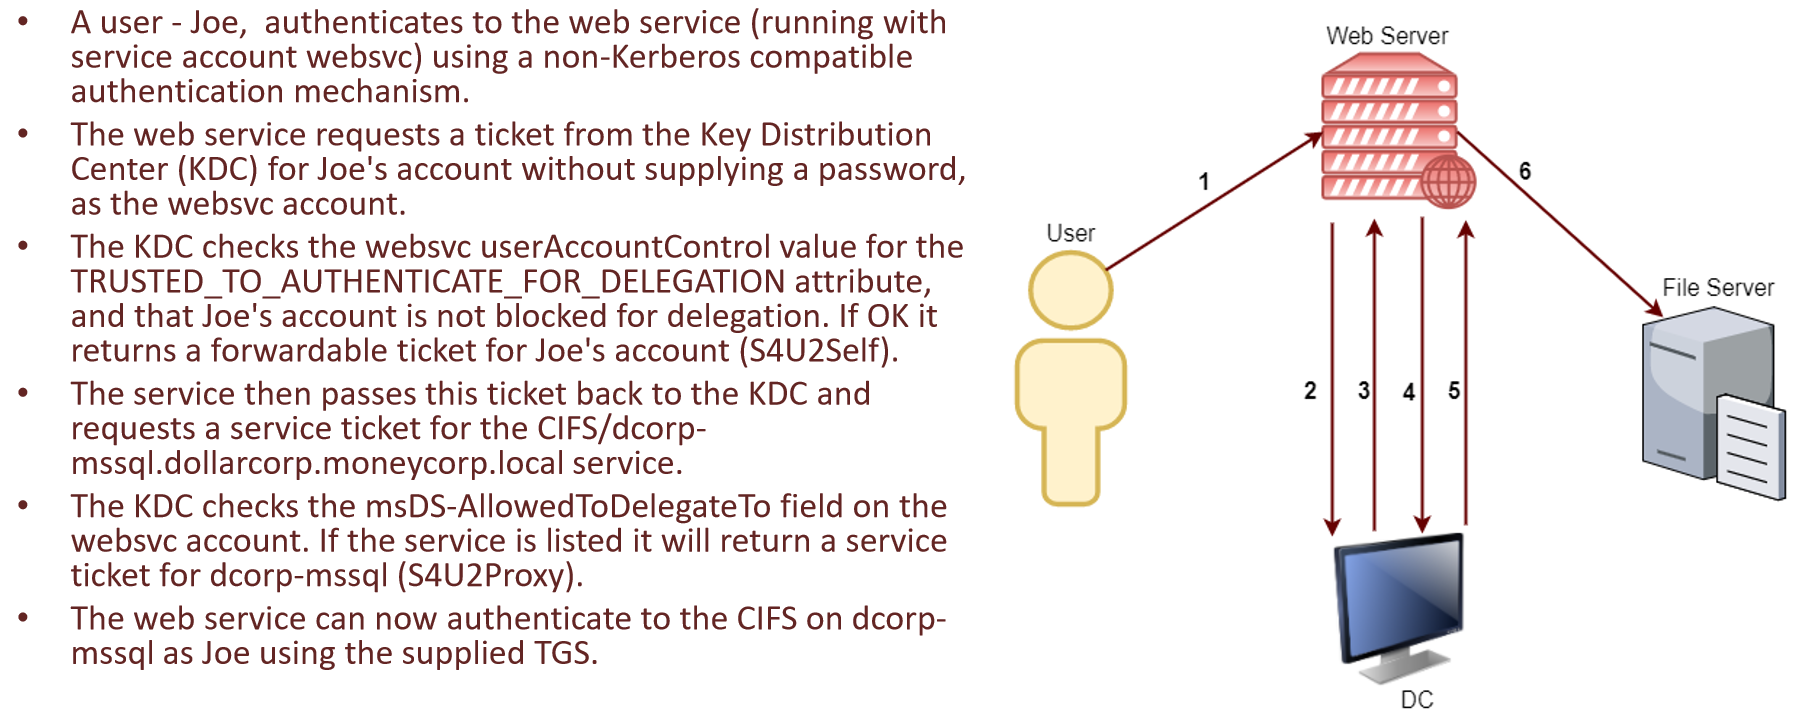 • A user - Joe,  authenticates to the web service (running with
service account websvc) using a non-Kerberos compatible
authentication mechanism.
• The web service requests a ticket from the Key Distribution
Center (KDC) for Joe's account without supplying a password,
as the websvc account.
• The KDC checks the websvc userAccountControl value for the
TRUSTED_TO_AUTHENTICATE_FOR_DELEGATION attribute,
and that Joe's account is not blocked for delegation. If OK it
returns a forwardable ticket for Joe's account (S4U2Self).
• The service then passes this ticket back to the KDC and
requests a service ticket for the CIFS/dcorp-
mssql.dollarcorp.moneycorp.local service.
• The KDC checks the msDS-AllowedToDelegateTo field on the
websvc account. If the service is listed it will return a service
ticket for dcorp-mssql (S4U2Proxy).
• The web service can now authenticate to the CIFS on dcorp-
mssql as Joe using the supplied TGS.
Web Server
1
6
User
File Server
2
3
4
5
DC